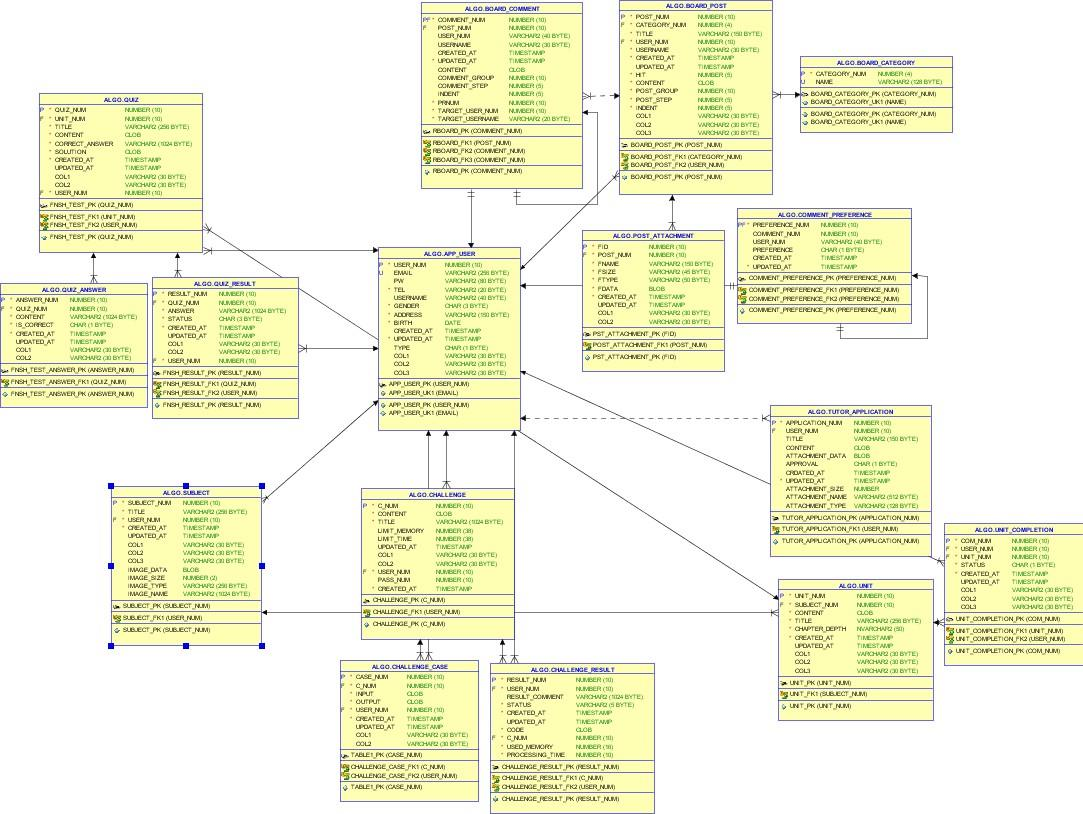 ALGO.BOARD_COMMENT
PF * COMMENT_NUM NUMBER (10)
F POST_NUM NUMBER (10)
USER_NUM VARCHAR2 (40 BYTE)
USERNAME VARCHAR2 (30 BYTE)
CREATED_AT TIMESTAMP
* UPDATED_AT TIMESTAMP
CONTENT CLOB
COMMENT_GROUP NUMBER (10)
* COMMENT_STEP NUMBER (5)
INDENT NUMBER (5)
* PRNUM NUMBER (10)
* TARGET_USER_NUM NUMBER (10)
* TARGET_USERNAME VARCHAR2 (20 BYTE)
RBOARD_PK (COMMENT_NUM)
RBOARD_FK1 (POST_NUM)
RBOARD_FK2 (COMMENT_NUM)
RBOARD_FK3 (COMMENT_NUM)
RBOARD_PK (COMMENT_NUM)
ALGO.BOARD_POST
P * POST_NUM NUMBER (10)
F * CATEGORY_NUM NUMBER (4)
* TITLE VARCHAR2 (150 BYTE)
F * USER_NUM NUMBER (10)
* USERNAME VARCHAR2 (30 BYTE)
* CREATED_AT TIMESTAMP
UPDATED_AT TIMESTAMP
* HIT NUMBER (5)
* CONTENT CLOB
* POST_GROUP NUMBER (10)
* POST_STEP NUMBER (5)
* INDENT NUMBER (5)
COL1 VARCHAR2 (30 BYTE)
COL2 VARCHAR2 (30 BYTE)
COL3 VARCHAR2 (30 BYTE)
BOARD_POST_PK (POST_NUM)
BOARD_POST_FK1 (CATEGORY_NUM)
BOARD_POST_FK2 (USER_NUM)
BOARD_POST_PK (POST_NUM)
ALGO.BOARD_CATEGORY
P * CATEGORY_NUM NUMBER (4)
U NAME VARCHAR2 (128 BYTE)
BOARD_CATEGORY_PK (CATEGORY_NUM)
BOARD_CATEGORY_UK1 (NAME)
BOARD_CATEGORY_PK (CATEGORY_NUM)
BOARD_CATEGORY_UK1 (NAME)
ALGO.QUIZ
P * QUIZ_NUM NUMBER (10)
F * UNIT_NUM NUMBER (10)
* TITLE VARCHAR2 (256 BYTE)
* CONTENT CLOB
* CORRECT_ANSWER VARCHAR2 (1024 BYTE)
* SOLUTION CLOB
* CREATED_AT TIMESTAMP
UPDATED_AT TIMESTAMP
COL1 VARCHAR2 (30 BYTE)
COL2 VARCHAR2 (30 BYTE)
F * USER_NUM NUMBER (10)
FNSH_TEST_PK (QUIZ_NUM)
FNSH_TEST_FK1 (UNIT_NUM)
FNSH_TEST_FK2 (USER_NUM)
FNSH_TEST_PK (QUIZ_NUM)
ALGO.COMMENT_PREFERENCE
PF * PREFERENCE_NUM NUMBER (10)
COMMENT_NUM NUMBER (10)
USER_NUM VARCHAR2 (40 BYTE)
PREFERENCE CHAR (1 BYTE)
CREATED_AT TIMESTAMP
* UPDATED_AT TIMESTAMP
COMMENT_PREFERENCE_PK (PREFERENCE_NUM)
COMMENT_PREFERENCE_FK1 (PREFERENCE_NUM)
COMMENT_PREFERENCE_FK2 (PREFERENCE_NUM)
COMMENT_PREFERENCE_PK (PREFERENCE_NUM)
ALGO.POST_ATTACHMENT
P * FID NUMBER (10)
F * POST_NUM NUMBER (10)
* FNAME VARCHAR2 (150 BYTE)
* FSIZE VARCHAR2 (45 BYTE)
* FTYPE VARCHAR2 (50 BYTE)
* FDATA BLOB
* CREATED_AT TIMESTAMP
UPDATED_AT TIMESTAMP
COL1 VARCHAR2 (30 BYTE)
COL2 VARCHAR2 (30 BYTE)
PST_ATTACHMENT_PK (FID)
POST_ATTACHMENT_FK1 (POST_NUM)
PST_ATTACHMENT_PK (FID)
ALGO.APP_USER
P * USER_NUM NUMBER (10)
U EMAIL VARCHAR2 (256 BYTE)
* PW VARCHAR2 (80 BYTE)
* TEL VARCHAR2 (20 BYTE)
USERNAME VARCHAR2 (40 BYTE)
* GENDER CHAR (3 BYTE)
* ADDRESS VARCHAR2 (150 BYTE)
* BIRTH DATE
CREATED_AT TIMESTAMP
* UPDATED_AT TIMESTAMP
TYPE CHAR (1 BYTE)
COL1 VARCHAR2 (30 BYTE)
COL2 VARCHAR2 (30 BYTE)
COL3 VARCHAR2 (30 BYTE)
APP_USER_PK (USER_NUM)
APP_USER_UK1 (EMAIL)
APP_USER_PK (USER_NUM)
APP_USER_UK1 (EMAIL)
ALGO.QUIZ_ANSWER
P * ANSWER_NUM NUMBER (10)
F * QUIZ_NUM NUMBER (10)
* CONTENT VARCHAR2 (1024 BYTE)
* IS_CORRECT CHAR (1 BYTE)
* CREATED_AT TIMESTAMP
UPDATED_AT TIMESTAMP
COL1 VARCHAR2 (30 BYTE)
COL2 VARCHAR2 (30 BYTE)
FNSH_TEST_ANSWER_PK (ANSWER_NUM)
FNSH_TEST_ANSWER_FK1 (QUIZ_NUM)
FNSH_TEST_ANSWER_PK (ANSWER_NUM)
ALGO.QUIZ_RESULT
P * RESULT_NUM NUMBER (10)
F * QUIZ_NUM NUMBER (10)
* ANSWER VARCHAR2 (1024 BYTE)
* STATUS CHAR (3 BYTE)
* CREATED_AT TIMESTAMP
UPDATED_AT TIMESTAMP
COL1 VARCHAR2 (30 BYTE)
COL2 VARCHAR2 (30 BYTE)
F * USER_NUM NUMBER (10)
FNSH_RESULT_PK (RESULT_NUM)
FNSH_RESULT_FK1 (QUIZ_NUM)
FNSH_RESULT_FK2 (USER_NUM)
FNSH_RESULT_PK (RESULT_NUM)
ALGO.TUTOR_APPLICATION
P * APPLICATION_NUM NUMBER (10)
F USER_NUM NUMBER (10)
TITLE VARCHAR2 (150 BYTE)
CONTENT CLOB
ATTACHMENT_DATA BLOB
APPROVAL CHAR (1 BYTE)
CRDATED_AT TIMESTAMP
* UPDATED_AT TIMESTAMP
ATTACHMENT_SIZE NUMBER
ATTACHMENT_NAME VARCHAR2 (512 BYTE)
ATTACHMENT_TYPE VARCHAR2 (128 BYTE)
TUTOR_APPLICATION_PK (APPLICATION_NUM)
TUTOR_APPLICATION_FK1 (USER_NUM)
TUTOR_APPLICATION_PK (APPLICATION_NUM)
ALGO.SUBJECT
P * SUBJECT_NUM NUMBER (10)
* TITLE VARCHAR2 (256 BYTE)
F * USER_NUM NUMBER (10)
* CREATED_AT TIMESTAMP
UPDATED_AT TIMESTAMP
COL1 VARCHAR2 (30 BYTE)
COL2 VARCHAR2 (30 BYTE)
COL3 VARCHAR2 (30 BYTE)
IMAGE_DATA BLOB
IMAGE_SIZE NUMBER (2)
IMAGE_TYPE VARCHAR2 (256 BYTE)
IMAGE_NAME VARCHAR2 (1024 BYTE)
SUBJECT_PK (SUBJECT_NUM)
SUBJECT_FK1 (USER_NUM)
SUBJECT_PK (SUBJECT_NUM)
ALGO.CHALLENGE
P * C_NUM NUMBER (10)
* CONTENT CLOB
* TITLE VARCHAR2 (1024 BYTE)
LIMIT_MEMORY NUMBER (38)
LIMIT_TIME NUMBER (38)
UPDATED_AT TIMESTAMP
COL1 VARCHAR2 (30 BYTE)
COL2 VARCHAR2 (30 BYTE)
F * USER_NUM NUMBER (10)
PASS_NUM NUMBER (10)
* CREATED_AT TIMESTAMP
CHALLENGE_PK (C_NUM)
CHALLENGE_FK1 (USER_NUM)
CHALLENGE_PK (C_NUM)
ALGO.UNIT_COMPLETION
P * COM_NUM NUMBER (10)
F * USER_NUM NUMBER (10)
F * UNIT_NUM NUMBER (10)
* STATUS CHAR (1 BYTE)
* CREATED_AT TIMESTAMP
UPDATED_AT TIMESTAMP
COL1 VARCHAR2 (30 BYTE)
COL2 VARCHAR2 (30 BYTE)
COL3 VARCHAR2 (30 BYTE)
UNIT_COMPLETION_PK (COM_NUM)
UNIT_COMPLETION_FK1 (UNIT_NUM)
UNIT_COMPLETION_FK2 (USER_NUM)
UNIT_COMPLETION_PK (COM_NUM)
ALGO.UNIT
P * UNIT_NUM NUMBER (10)
F * SUBJECT_NUM NUMBER (10)
* CONTENT CLOB
* TITLE VARCHAR2 (256 BYTE)
* CHAPTER_DEPTH NVARCHAR2 (50)
* CREATED_AT TIMESTAMP
UPDATED_AT TIMESTAMP
COL1 VARCHAR2 (30 BYTE)
COL2 VARCHAR2 (30 BYTE)
COL3 VARCHAR2 (30 BYTE)
UNIT_PK (UNIT_NUM)
UNIT_FK1 (SUBJECT_NUM)
UNIT_PK (UNIT_NUM)
ALGO.CHALLENGE_CASE
P * CASE_NUM NUMBER (10)
F * C_NUM NUMBER (10)
* INPUT CLOB
* OUTPUT CLOB
F * USER_NUM NUMBER (10)
* CREATED_AT TIMESTAMP
UPDATED_AT TIMESTAMP
COL1 VARCHAR2 (30 BYTE)
COL2 VARCHAR2 (30 BYTE)
TABLE1_PK (CASE_NUM)
CHALLENGE_CASE_FK1 (C_NUM)
CHALLENGE_CASE_FK2 (USER_NUM)
TABLE1_PK (CASE_NUM)
ALGO.CHALLENGE_RESULT
P * RESULT_NUM NUMBER (10)
F * USER_NUM NUMBER (10)
RESULT_COMMENT VARCHAR2 (1024 BYTE)
* STATUS VARCHAR2 (5 BYTE)
* CREATED_AT TIMESTAMP
UPDATED_AT TIMESTAMP
* CODE CLOB
F * C_NUM NUMBER (10)
* USED_MEMORY NUMBER (16)
* PROCESSING_TIME NUMBER (10)
CHALLENGE_RESULT_PK (RESULT_NUM)
CHALLENGE_RESULT_FK1 (C_NUM)
CHALLENGE_RESULT_FK2 (USER_NUM)
CHALLENGE_RESULT_PK (RESULT_NUM)